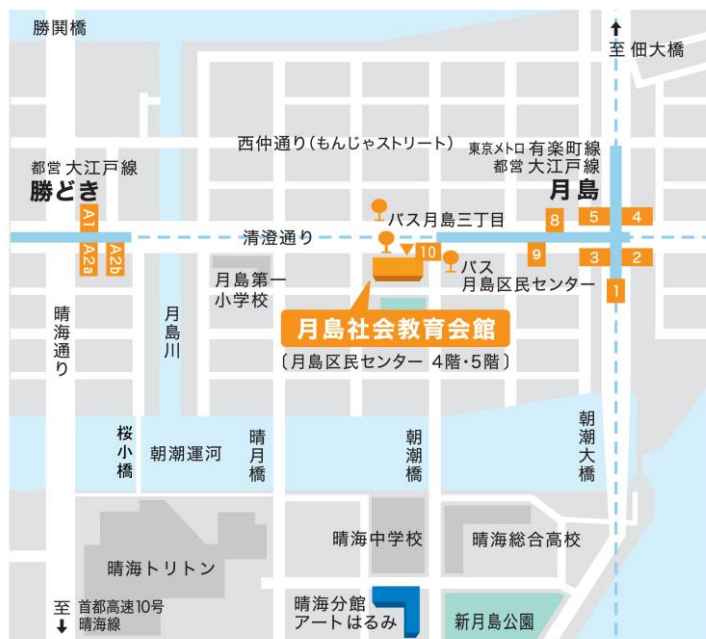 勝鬨橋
至 佃大橋
西仲通り(もんじゃストリート)
東京メトロ 有楽町線
都営 大江戸線
月島
都営 大江戸線
勝どき
A1
A2a
A2b
バス月島三丁目
清澄通り
10
8
5
4
9
3
2
1
バス
月島区民センター
月島第一
小学校
月島社会教育会館
〔月島区民センター 4階・5階〕
晴海通り
月島川
桜小橋
朝潮運河
晴月橋
朝潮橋
朝潮大橋
晴海トリトン
晴海中学校
晴海総合高校
晴海分館
アートはるみ
新月島公園
至 首都高速10号
晴海線